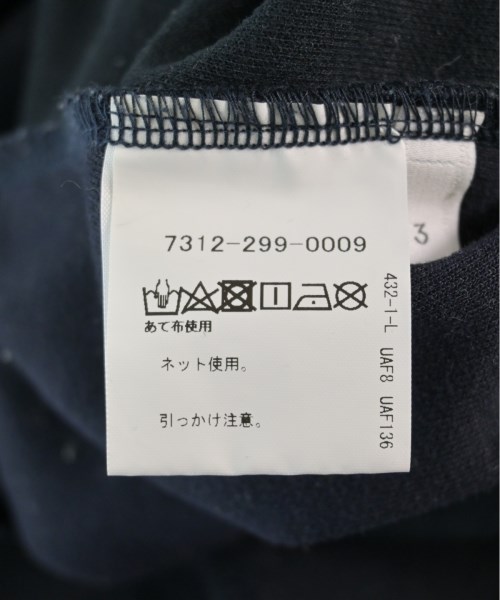 7312-299-0009
3
あて布使用
ネット使用。
引っかけ注意。
432-1-L UAF8 UAF136